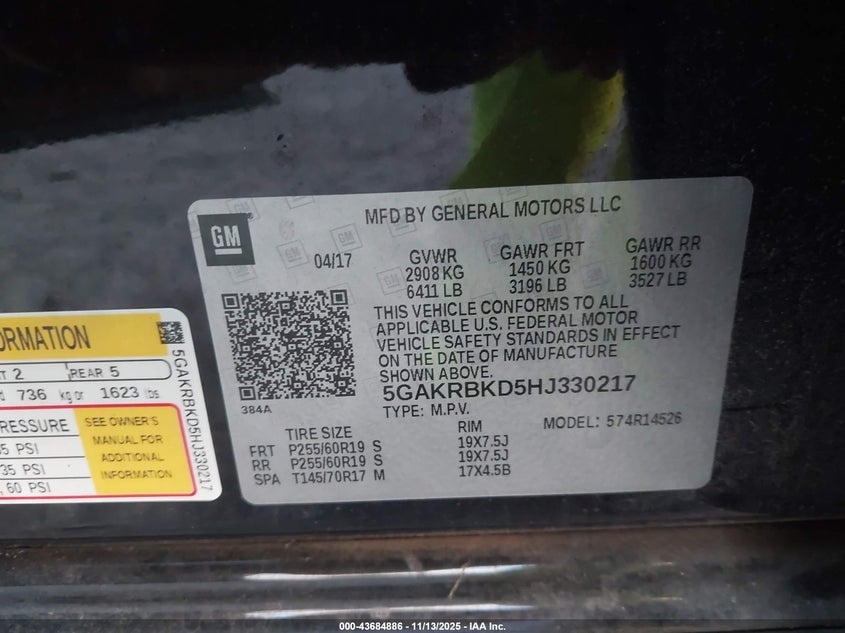 GM
MFD BY GENERAL MOTORS LLC
04/17
GVWR GAWR FRT GAWR RR
2908 KG 1450 KG 1600 KG
6411 LB 3196 LB 3527 LB
THIS VEHICLE CONFORMS TO ALL
APPLICABLE U.S. FEDERAL MOTOR
VEHICLE SAFETY STANDARDS IN EFFECT
ON THE DATE OF MANUFACTURE
SHOWN ABOVE.
5GAKRBKD5HJ330217
TYPE: M.P.V. MODEL: 574R14526
384A
TIRE SIZE RIM
FRT P255/60R19 S 19X7.5J
RR P255/60R19 S 19X7.5J
SPA T145/70R17 M 17X4.5B
ORMATION
T 2 REAR 5
736 kg or 1623 lbs
PRESSURE
5 PSI
35 PSI
, 60 PSI
SEE OWNER'S
MANUAL FOR
ADDITIONAL
INFORMATION
5GAKRBKD5HJ330217
000-43684886 - 11/13/2025 - IAA Inc.